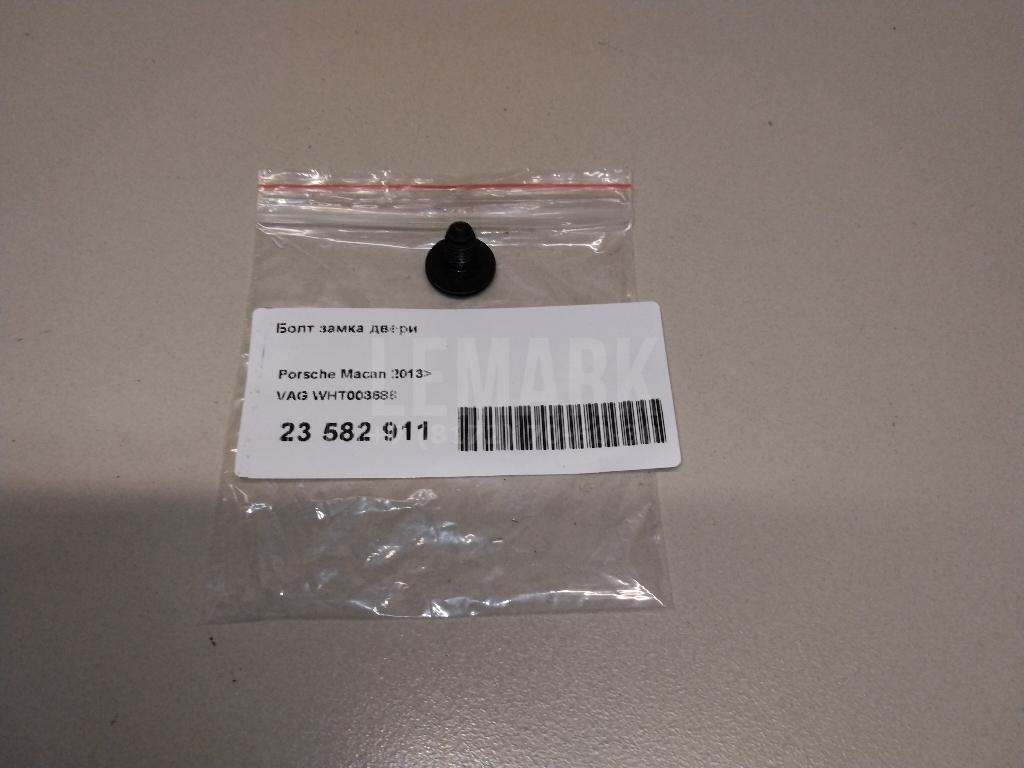 Болт замка двери
Porsche Macan 2013>
VAG WHT003688
23 582 911
LEMARK